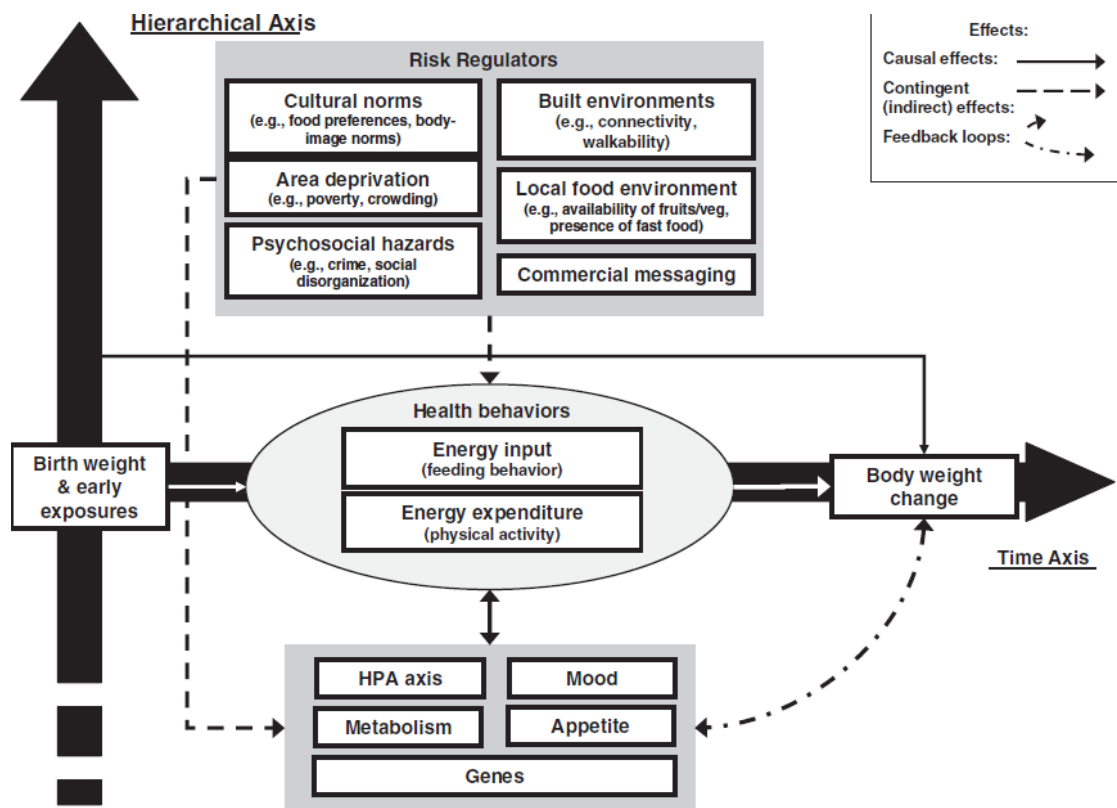 Hierarchical Axis
Risk Regulators
Cultural norms
(e.g., food preferences, body-
image norms)
Area deprivation
(e.g., poverty, crowding)
Psychosocial hazards
(e.g., crime, social
disorganization)
Built environments
(e.g., connectivity,
walkability)
Local food environment
(e.g., availability of fruits/veg,
presence of fast food)
Commercial messaging
Effects:
Causal effects:
Contingent
(indirect) effects:
Feedback loops:
Birth weight
& early
exposures
Health behaviors
Energy input
(feeding behavior)
Energy expenditure
(physical activity)
Body weight
change
Time Axis
HPA axis
Mood
Metabolism
Appetite
Genes